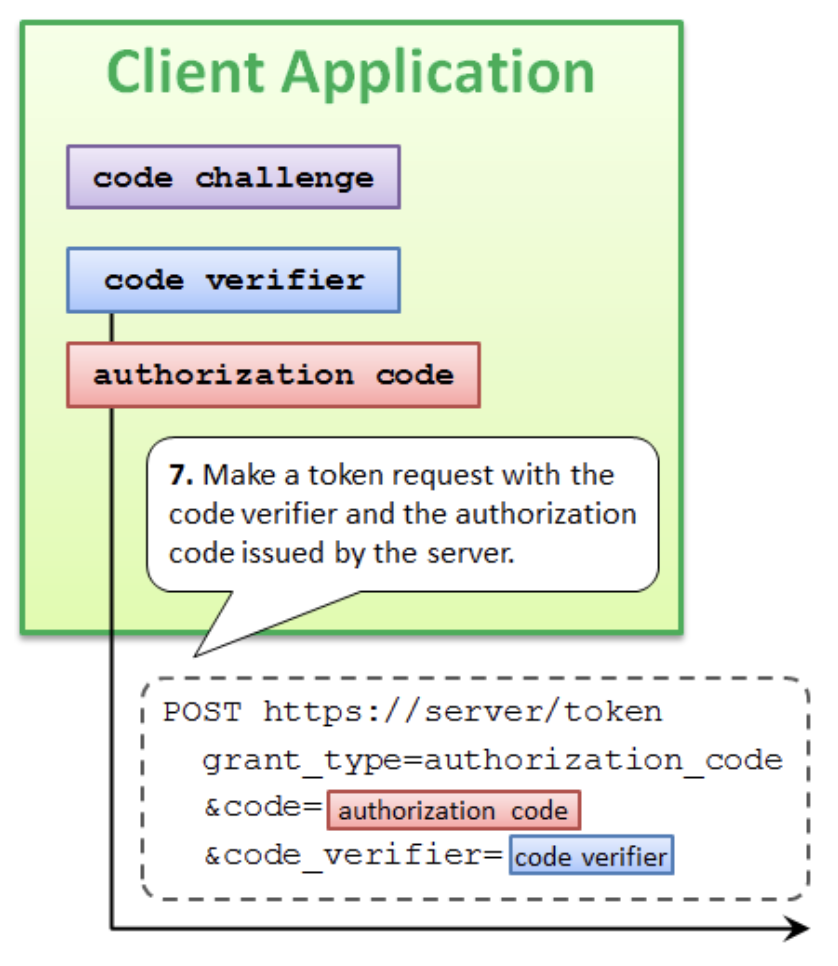 Client Application
code challenge
code verifier
authorization code
7. Make a token request with the
code verifier and the authorization
code issued by the server.
POST https://server/token
grant_type=authorization_code
&code= authorization code
&code_verifier= code verifier